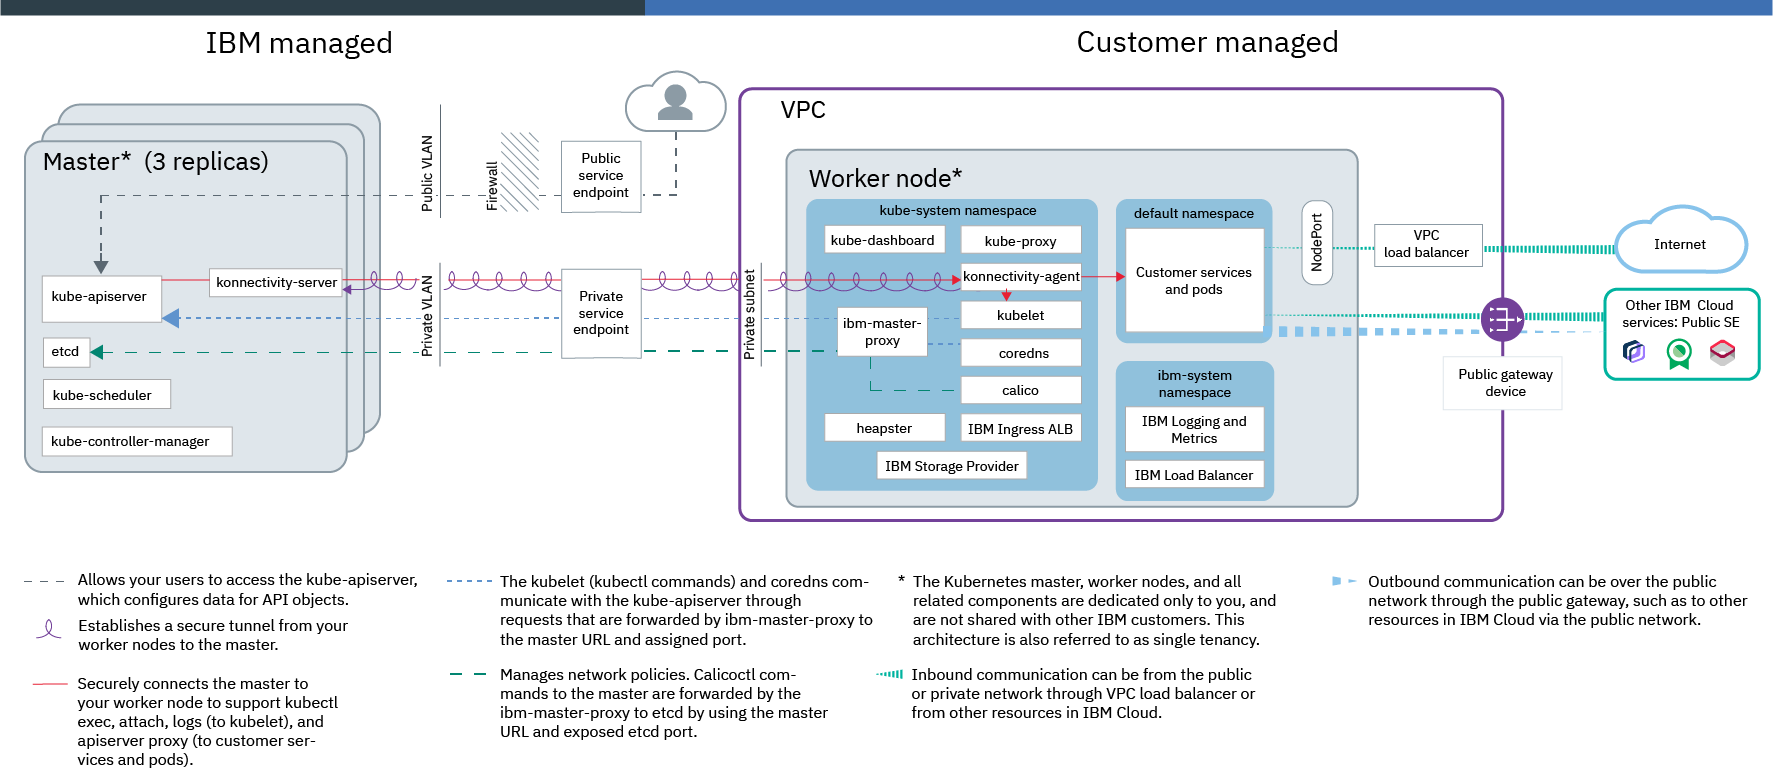 IBM managed
Customer managed
Master* (3 replicas)
kube-apiserver
konnectivity-server
etcd
kube-scheduler
kube-controller-manager
Public VLAN
Firewall
Public
service
endpoint
Private VLAN
Private
service
endpoint
Private subnet
VPC
Worker node*
kube-system namespace
kube-dashboard
kube-proxy
konnectivity-agent
kubelet
ibm-master-
proxy
coredns
calico
heapster
IBM Ingress ALB
IBM Storage Provider
default namespace
Customer services
and pods
ibm-system
namespace
IBM Logging and
Metrics
IBM Load Balancer
NodePort
VPC
load balancer
Internet
Other IBM Cloud
services: Public SE
Public gateway
device
Allows your users to access the kube-apiserver,
which configures data for API objects.
Establishes a secure tunnel from your
worker nodes to the master.
Securely connects the master to
your worker node to support kubectl
exec, attach, logs (to kubelet), and
apiserver proxy (to customer ser-
vices and pods).
The kubelet (kubectl commands) and coredns com-
municate with the kube-apiserver through
requests that are forwarded by ibm-master-proxy to
the master URL and assigned port.
Manages network policies. Calicoctl com-
mands to the master are forwarded by the
ibm-master-proxy to etcd by using the master
URL and exposed etcd port.
* The Kubernetes master, worker nodes, and all
related components are dedicated only to you, and
are not shared with other IBM customers. This
architecture is also referred to as single tenancy.
Inbound communication can be from the public
or private network through VPC load balancer or
from other resources in IBM Cloud.
Outbound communication can be over the public
network through the public gateway, such as to other
resources in IBM Cloud via the public network.